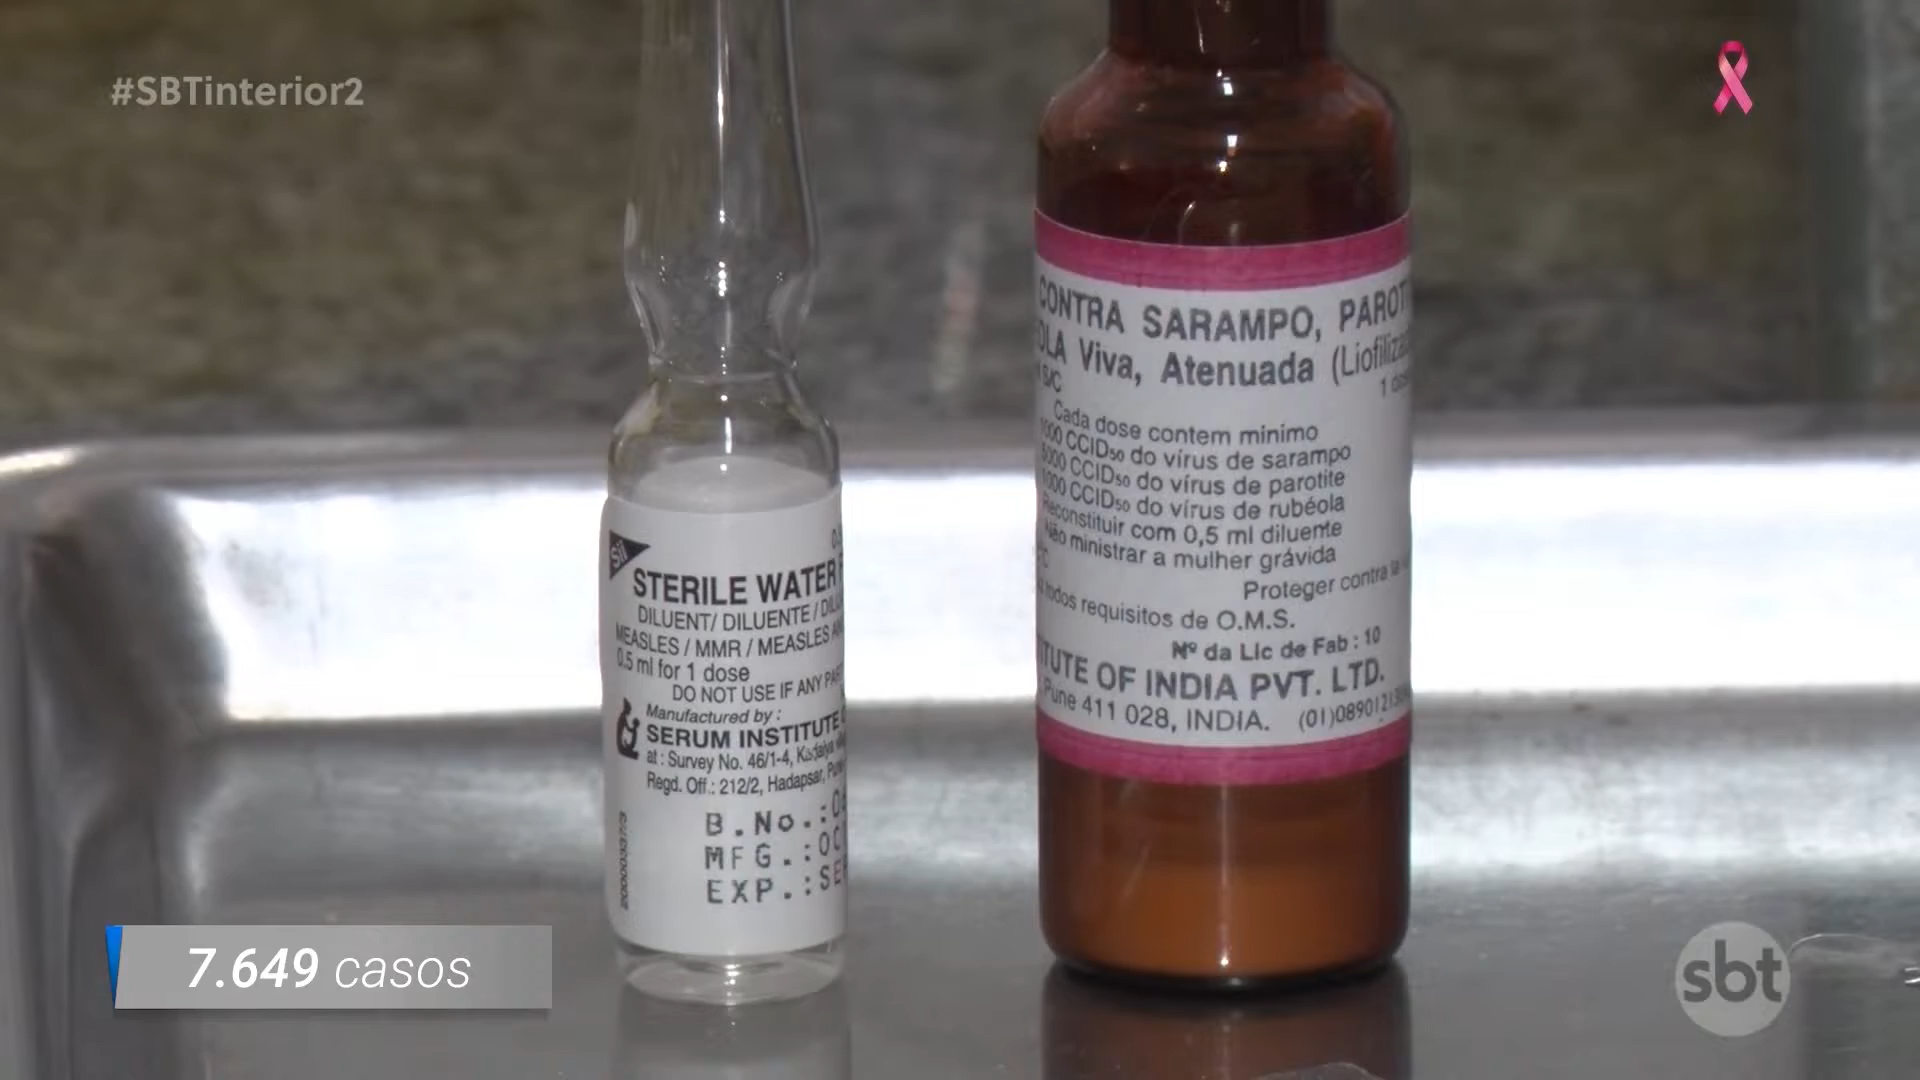 #SBTinterior2
Sii
STERILE WATER
DILUENT/ DILUENTE /
MEASLES / MMR / MEASLES
0.5 ml for 1 dose
DO NOT USE IF ANY
Manufactured by :
SERUM INSTITUTE
at : Survey No. 46/1-4,
Regd. Off.: 212/2, Hadapsar,
B.No.:
MFG.:
EXP.:
CONTRA SARAMPO,
Viva, Atenuada
Cada dose contem minimo
CCID50 do vírus de sarampo
CCID50 do vírus de parotite
CCID50 do vírus de rubéola
Reconstituir com 0,5 ml diluente
Não ministrar a mulher grávida
Proteger contra
requisitos de O.M.S.
Nº da Lic de Fab : 10
OF INDIA PVT. LTD.
Pune 411 028, INDIA.
7.649 casos
sbt